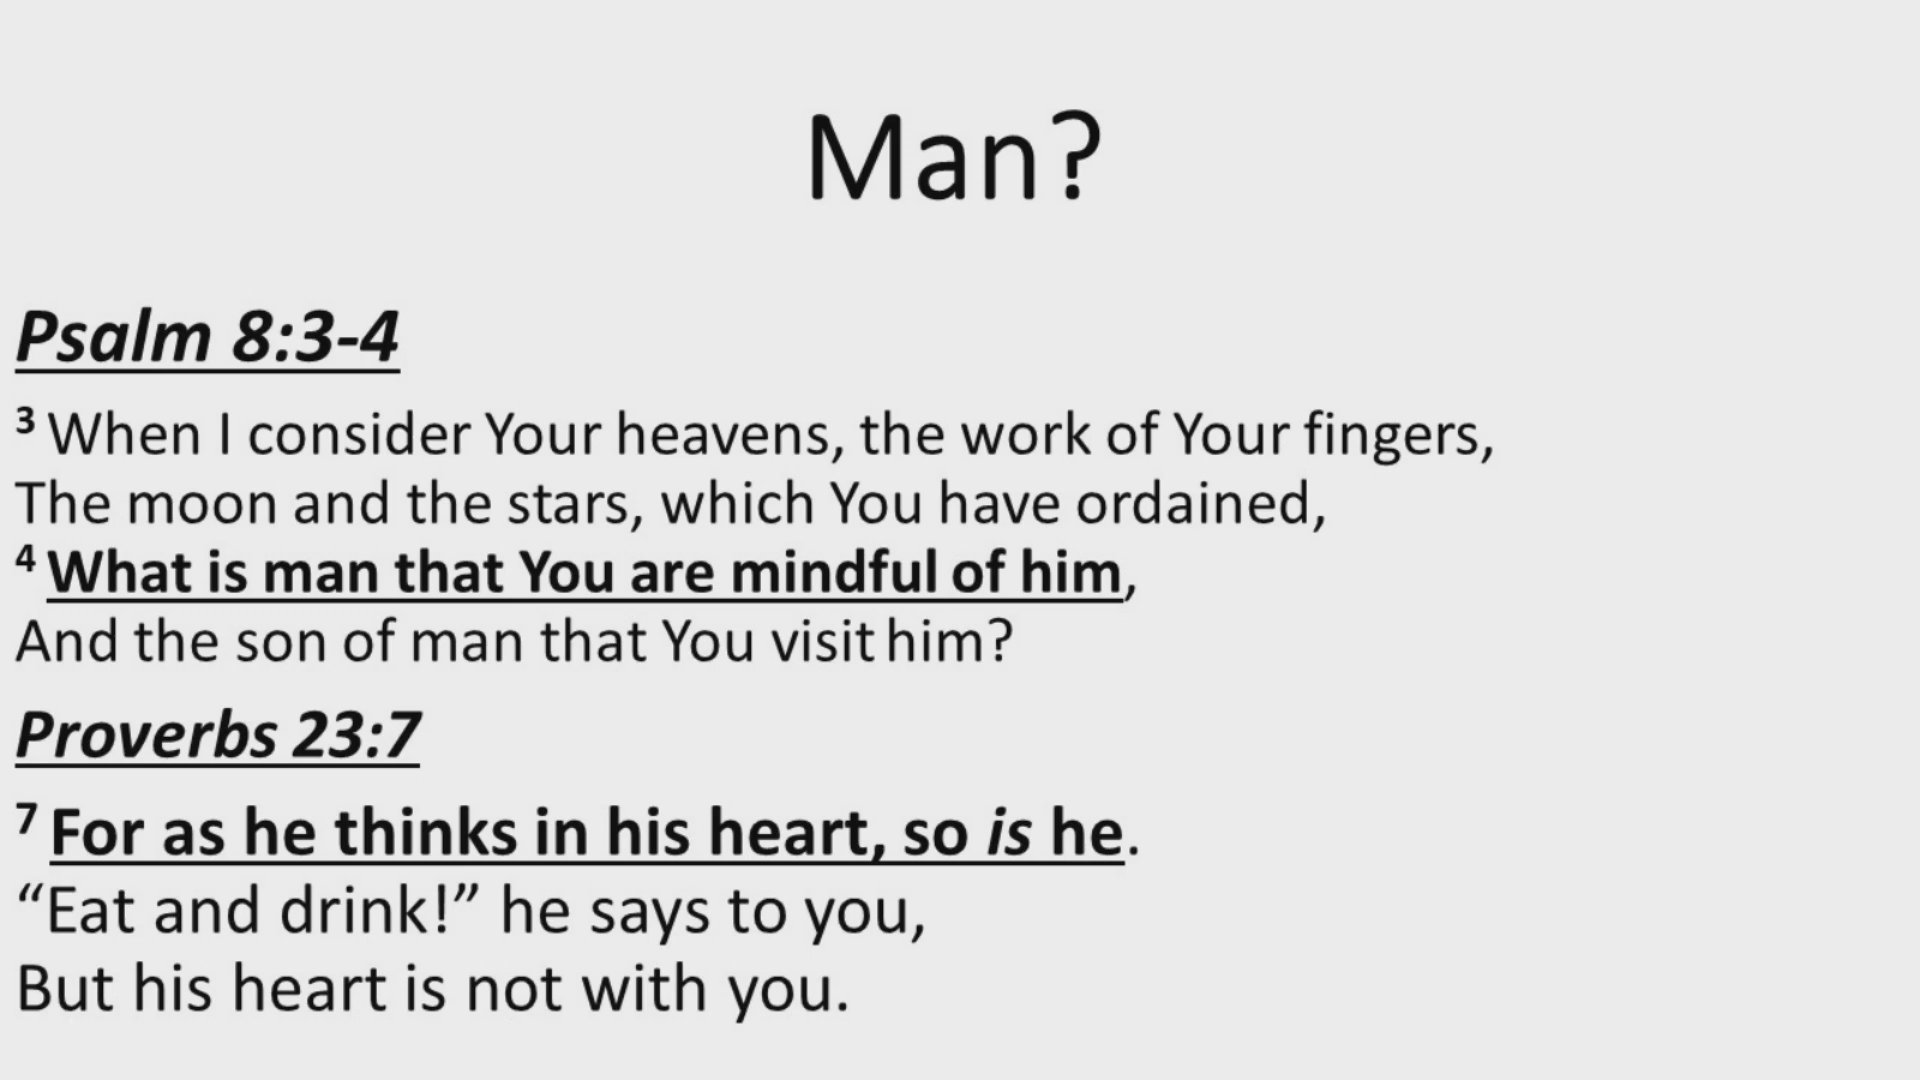 Man?
Psalm 8:3-4
3 When I consider Your heavens, the work of Your fingers,
The moon and the stars, which You have ordained,
4 What is man that You are mindful of him,
And the son of man that You visit him?
Proverbs 23:7
7 For as he thinks in his heart, so is he.
“Eat and drink!” he says to you,
But his heart is not with you.